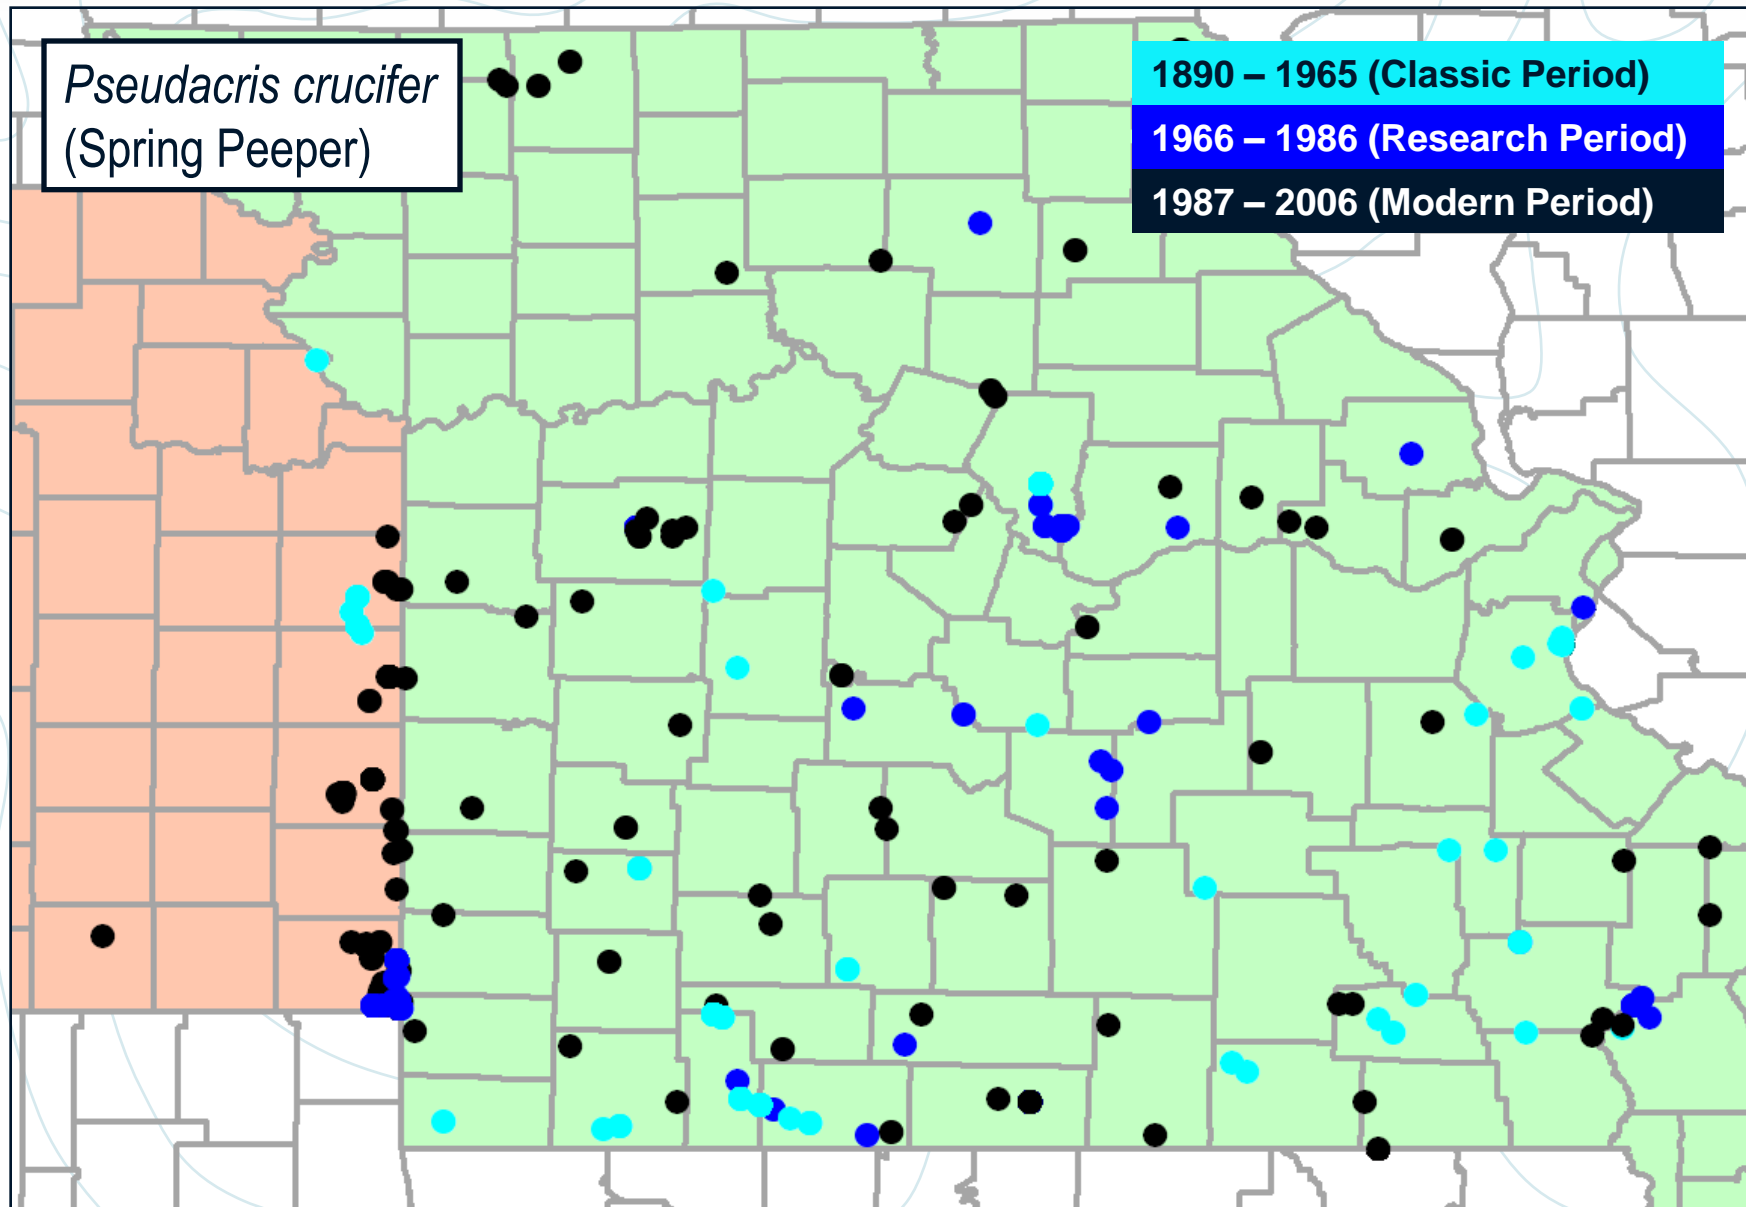 Pseudacris crucifer
(Spring Peeper)
1890 – 1965 (Classic Period)
1966 – 1986 (Research Period)
1987 – 2006 (Modern Period)